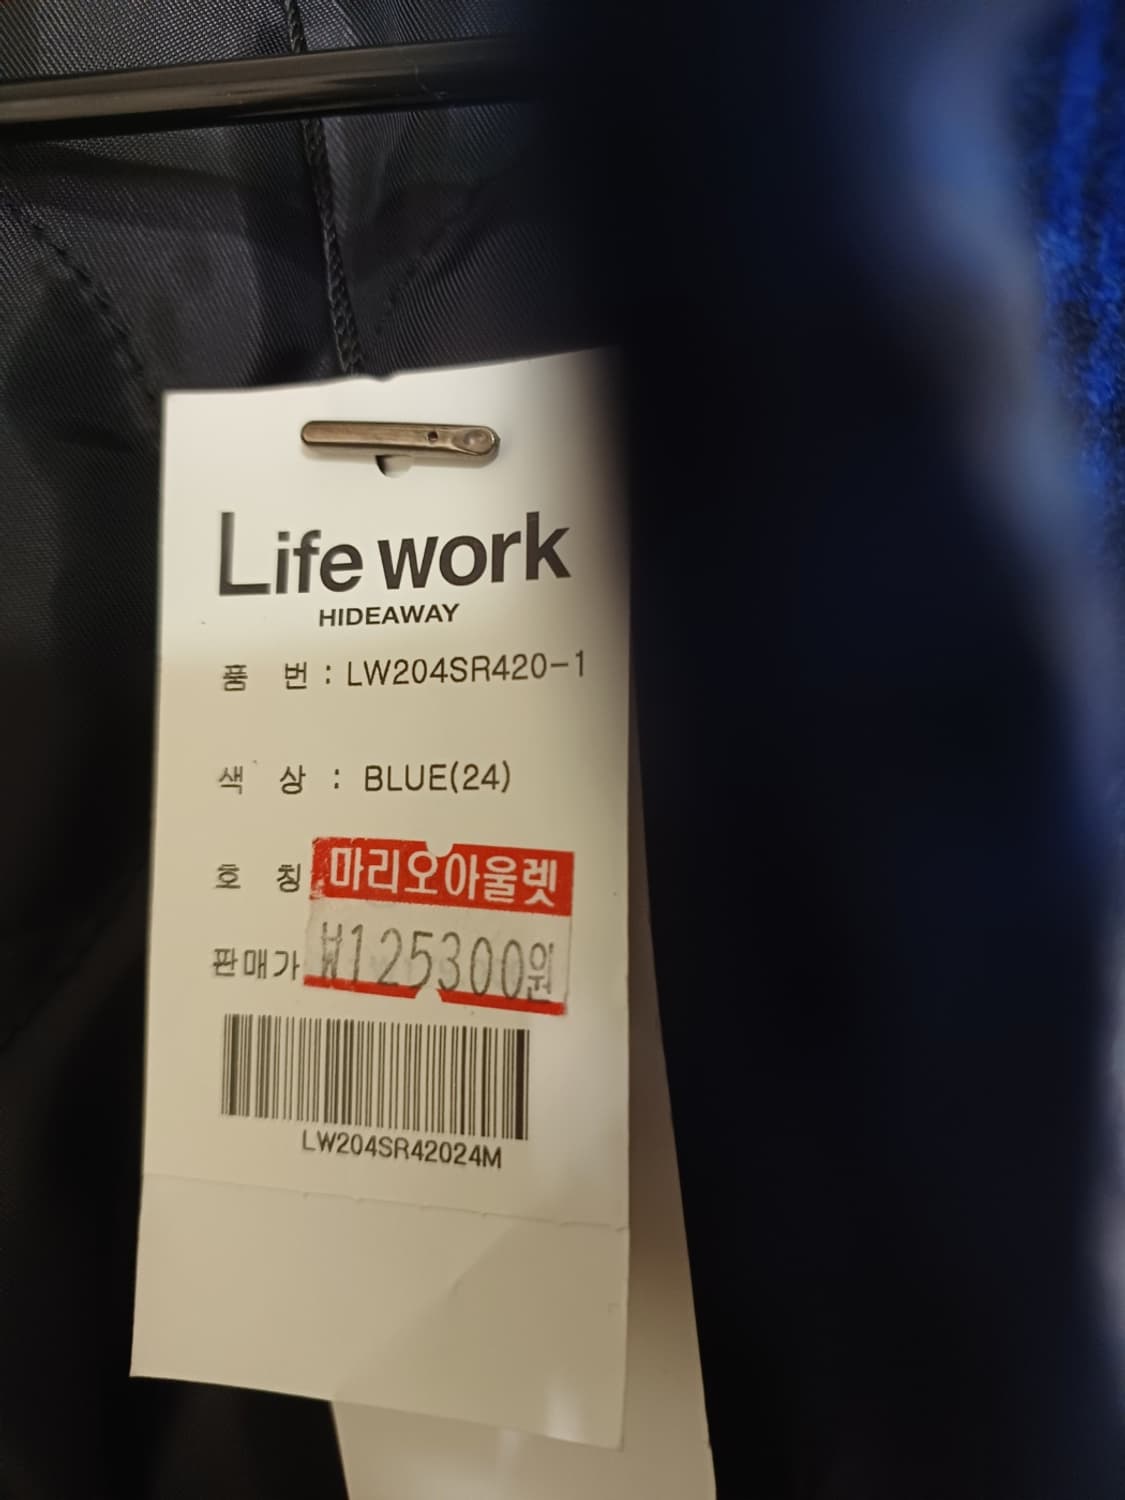 Life work
HIDEAWAY
품 번 : LW204SR420-1
색 상 : BLUE(24)
호 칭
마리오아울렛
판매가 ₩125300원
LW204SR42024M